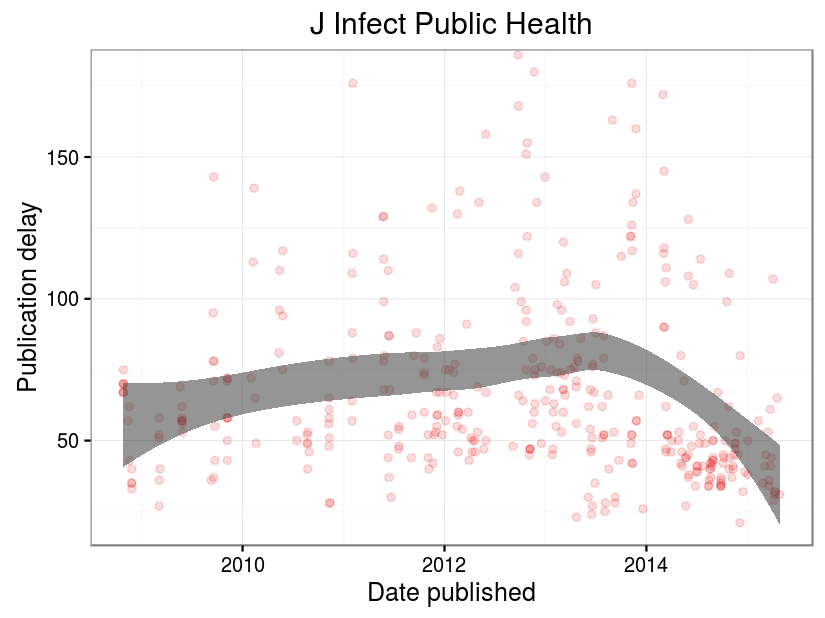 J Infect Public Health
Publication delay
150
100
50
2010 2012 2014
Date published